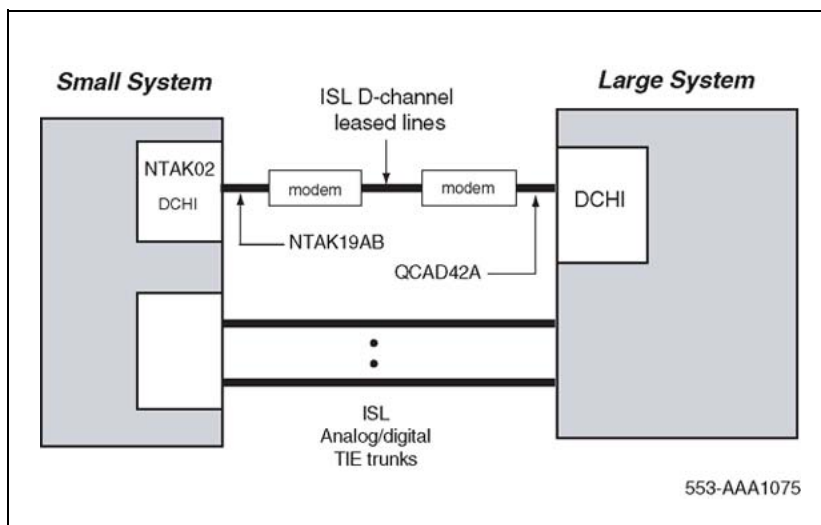 Small System
Large System
ISL D-channel
leased lines
NTAK02
DCHI
modem
modem
DCHI
NTAK19AB
QCAD42A
ISL
Analog/digital
TIE trunks
553-AAA1075